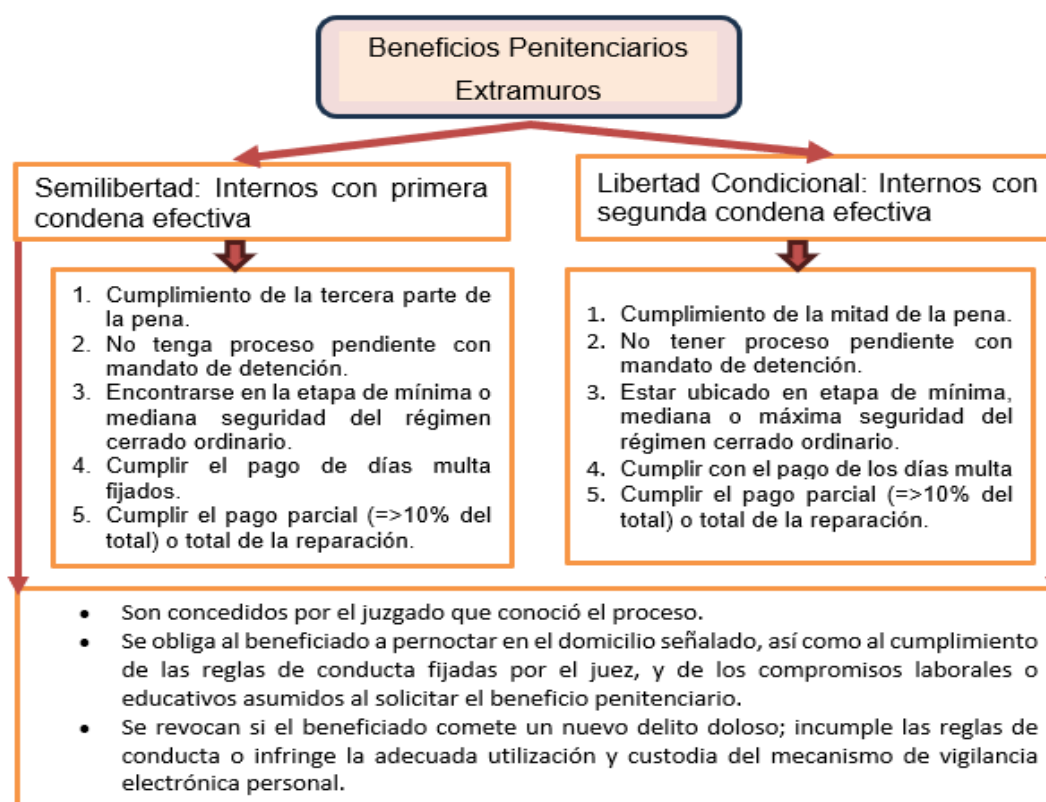 Beneficios Penitenciarios
Extramuros
Semilibertad: Internos con primera
condena efectiva
Libertad Condicional: Internos con
segunda condena efectiva
1. Cumplimiento de la tercera parte de
la pena.
2. No tenga proceso pendiente con
mandato de detención.
3. Encontrarse en la etapa de mínima o
mediana seguridad del régimen
cerrado ordinario.
4. Cumplir el pago de días multa
fijados.
5. Cumplir el pago parcial (=>10% del
total) o total de la reparación.
1. Cumplimiento de la mitad de la pena.
2. No tener proceso pendiente con
mandato de detención.
3. Estar ubicado en etapa de mínima,
mediana o máxima seguridad del
régimen cerrado ordinario.
4. Cumplir con el pago de los días multa
5. Cumplir el pago parcial (=>10% del
total) o total de la reparación.
• Son concedidos por el juzgado que conoció el proceso.
• Se obliga al beneficiado a pernoctar en el domicilio señalado, así como al cumplimiento
de las reglas de conducta fijadas por el juez, y de los compromisos laborales o
educativos asumidos al solicitar el beneficio penitenciario.
• Se revocan si el beneficiado comete un nuevo delito doloso; incumple las reglas de
conducta o infringe la adecuada utilización y custodia del mecanismo de vigilancia
electrónica personal.